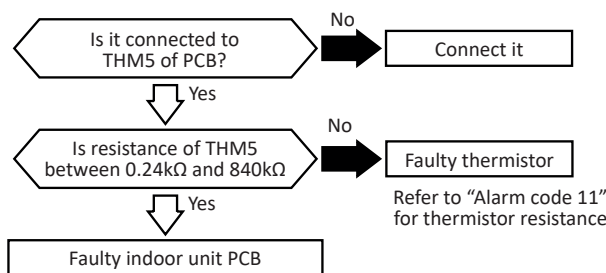 Is it connected to
THM5 of PCB?
No
Connect it
Yes
Is resistance of THM5
between 0.24kΩ and 840kΩ
No
Faulty thermistor
Refer to “Alarm code 11”
for thermistor resistance
Yes
Faulty indoor unit PCB